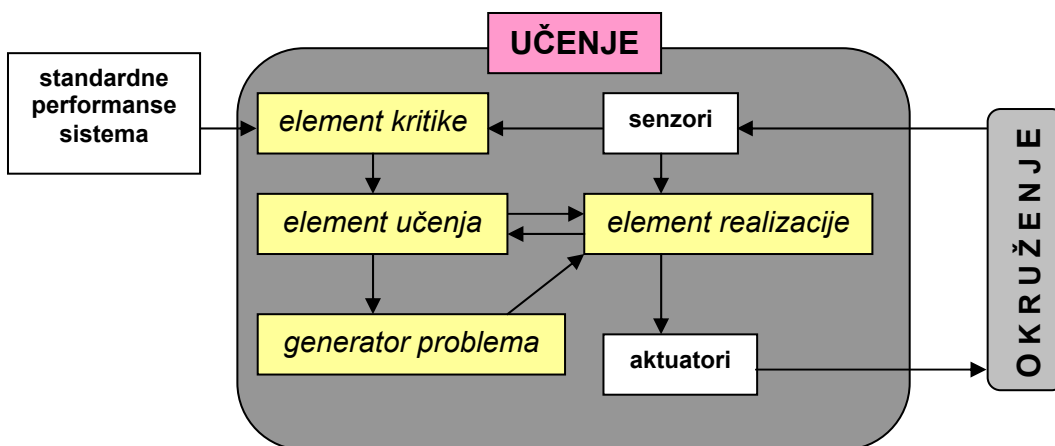 UČENJE
standardne
performanse
sistema
element kritike
senzori
element učenja
element realizacije
generator problema
aktuatori
OKRUŽENJE